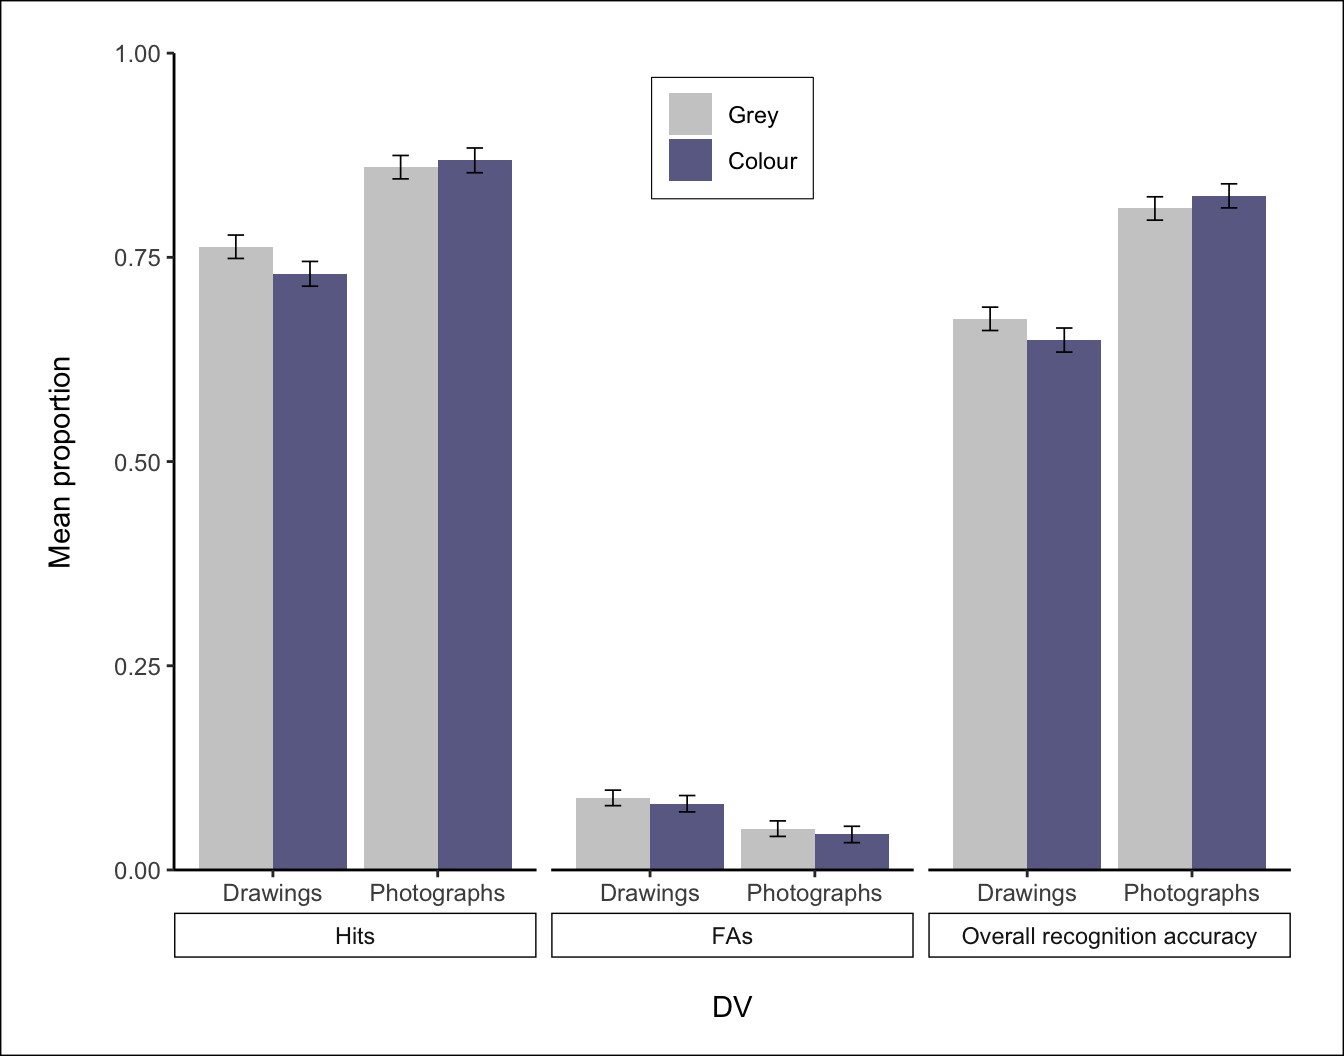 1.00
0.75
0.50
0.25
0.00
Mean proportion
Grey
Colour
Drawings Photographs Drawings Photographs Drawings Photographs
Hits FAs Overall recognition accuracy
DV